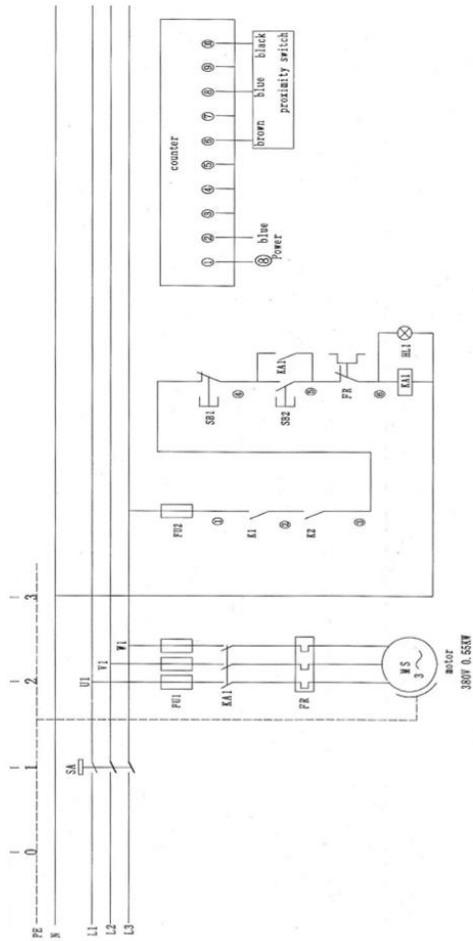 0 1 2 3
PE
N
SA
L1
U1
L2
V1
L3
W1
FU1
KA1
FR
MS
3 ~
motor
380V 0.55KW
FU2
①
K1
②
K2
③
SB1
④
SB2
KA1
⑤
FR
⑥
KA1
HL1
counter
① ② ③ ④ ⑤ ⑥ ⑦ ⑧ ⑨ ⑩
⑧ blue brown blue black
Power
proximity switch